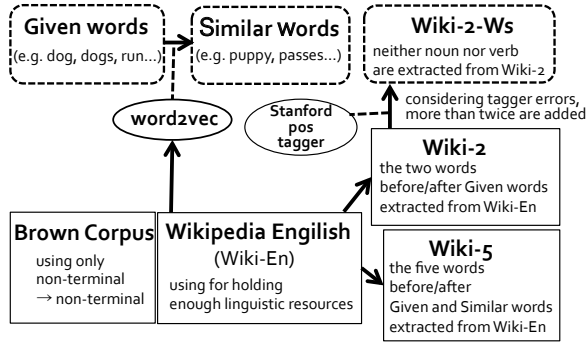 Given words
(e.g. dog, dogs, run...)
Similar Words
(e.g. puppy, passes...)
Wiki-2-Ws
neither noun nor verb
are extracted from Wiki-2
word2vec
Stanford
pos
tagger
considering tagger errors,
more than twice are added
Wiki-2
the two words
before/after Given words
extracted from Wiki-En
Brown Corpus
using only
non-terminal
→ non-terminal
Wikipedia Engilish
(Wiki-En)
using for holding
enough linguistic resources
Wiki-5
the five words
before/after
Given and Similar words
extracted from Wiki-En